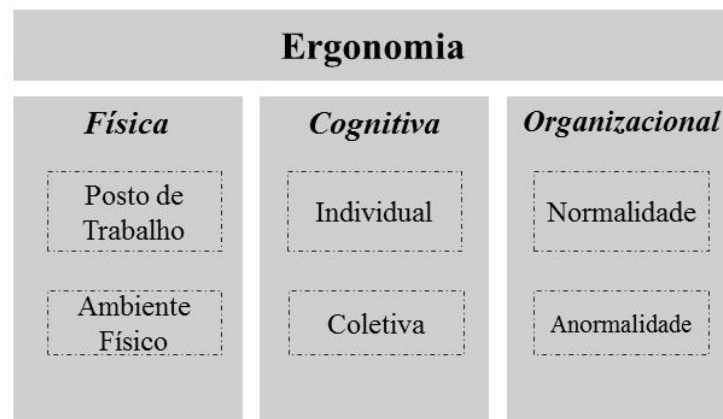 Ergonomia
Física
Posto de
Trabalho
Ambiente
Físico
Cognitiva
Individual
Coletiva
Organizacional
Normalidade
Anormalidade